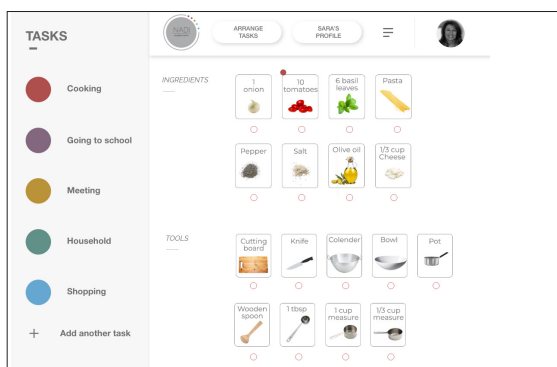 TASKS
NADI
ARRANGE
TASKS
SARA'S
PROFILE
Cooking
Going to school
Meeting
Household
Shopping
+ Add another task
INGREDIENTS
1
onion
10
tomatoes
6 basil
leaves
Pasta
Pepper
Salt
Olive oil
1/3 cup
Cheese
TOOLS
Cutting
board
Knife
Colender
Bowl
Pot
Wooden
spoon
1 tbsp
1 cup
measure
1/3 cup
measure